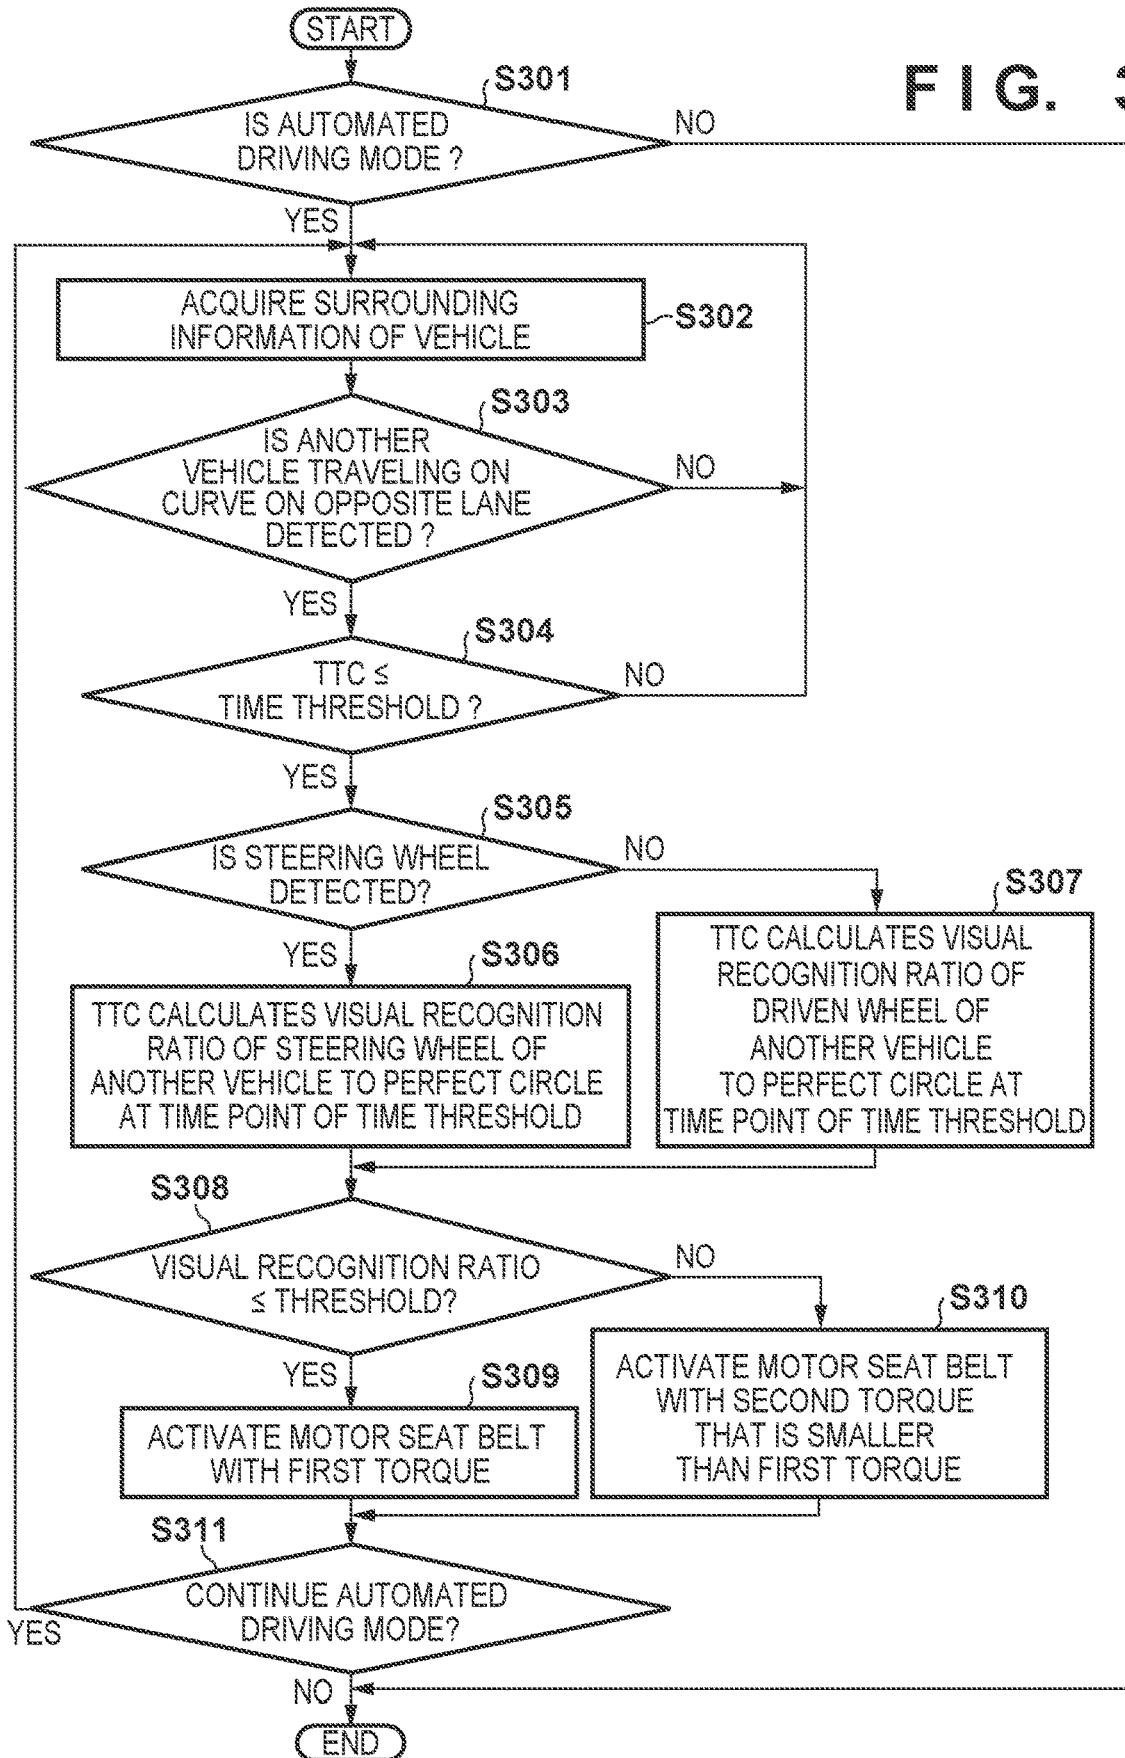 START
FIG. 3
S301
IS AUTOMATED
DRIVING MODE ?
NO
YES
ACQUIRE SURROUNDING
INFORMATION OF VEHICLE
S302
S303
IS ANOTHER
VEHICLE TRAVELING ON
CURVE ON OPPOSITE LANE
DETECTED ?
NO
YES
S304
TTC ≤
TIME THRESHOLD ?
NO
YES
S305
IS STEERING WHEEL
DETECTED?
NO
YES
S306
TTC CALCULATES VISUAL RECOGNITION
RATIO OF STEERING WHEEL OF
ANOTHER VEHICLE TO PERFECT CIRCLE
AT TIME POINT OF TIME THRESHOLD
S307
TTC CALCULATES VISUAL
RECOGNITION RATIO OF
DRIVEN WHEEL OF
ANOTHER VEHICLE
TO PERFECT CIRCLE AT
TIME POINT OF TIME THRESHOLD
S308
VISUAL RECOGNITION RATIO
≤ THRESHOLD?
NO
YES
S309
ACTIVATE MOTOR SEAT BELT
WITH FIRST TORQUE
S310
ACTIVATE MOTOR SEAT BELT
WITH SECOND TORQUE
THAT IS SMALLER
THAN FIRST TORQUE
S311
CONTINUE AUTOMATED
DRIVING MODE?
YES
NO
END